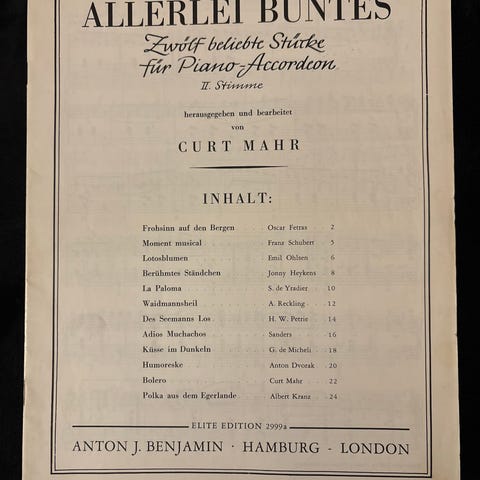 ALLERLEI BUNTES
Zwölf beliebte Stücke
für Piano-Accordeon
II. Stimme
herausgegeben und bearbeitet
von
CURT MAHR
INHALT:
Frohsinn auf den Bergen Oscar Fetras 2
Moment musical Franz Schubert 5
Lotosblumen Emil Ohlsen 6
Berühmtes Ständchen Jonny Heykens 8
La Paloma S. de Yradier 10
Waidmannsheil A. Reckling 12
Des Seemanns Los H. W. Petrie 14
Adios Muchachos Sanders 16
Küsse im Dunkeln G. de Micheli 18
Humoreske Anton Dvorak 20
Bolero Curt Mahr 22
Polka aus dem Egerlande Albert Kranz 24
ELITE EDITION 2999a
ANTON J. BENJAMIN · HAMBURG - LONDON